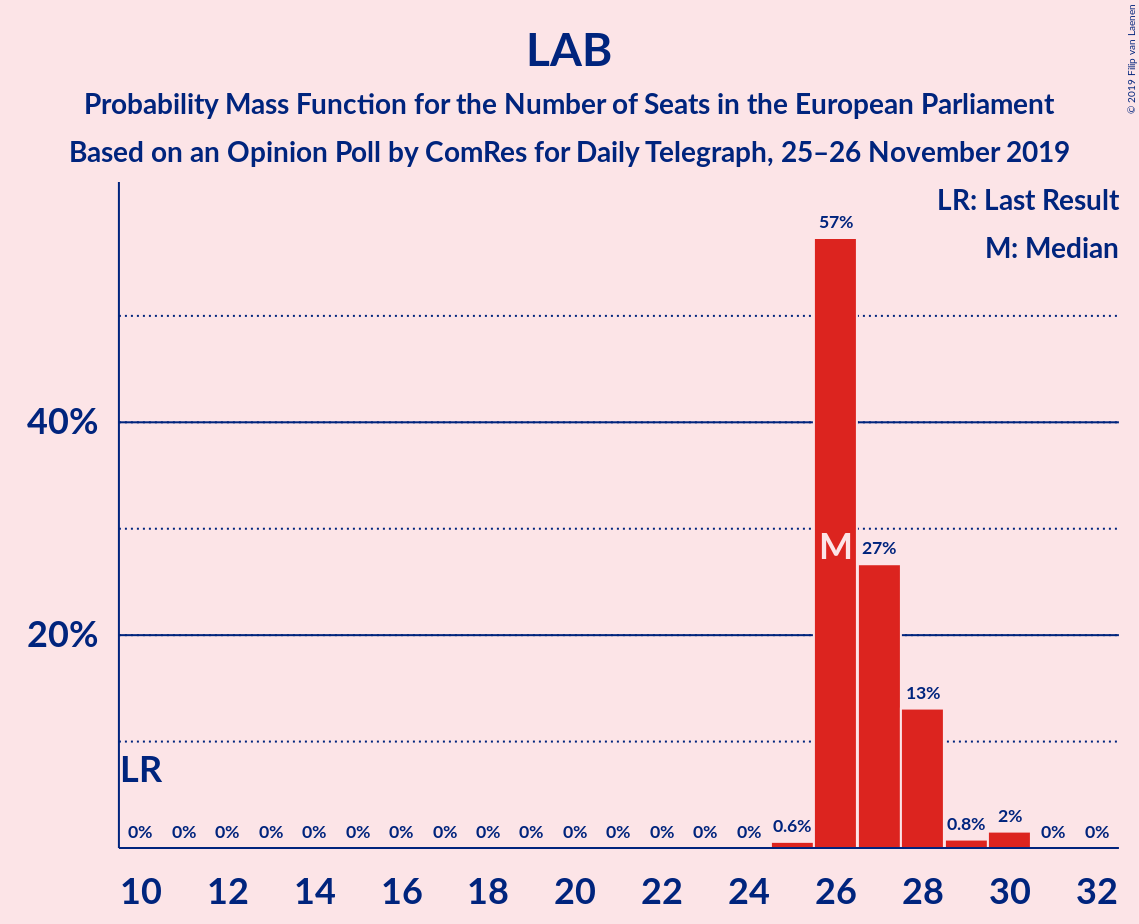 LAB
Probability Mass Function for the Number of Seats in the European Parliament
Based on an Opinion Poll by ComRes for Daily Telegraph, 25–26 November 2019
© 2019 Filip van Laenen
LR: Last Result
M: Median
57%
40%
M 27%
20%
13%
LR
0% 0% 0% 0% 0% 0% 0% 0% 0% 0% 0% 0% 0% 0% 0% 0.6% 0.8% 2% 0% 0%
10 12 14 16 18 20 22 24 26 28 30 32